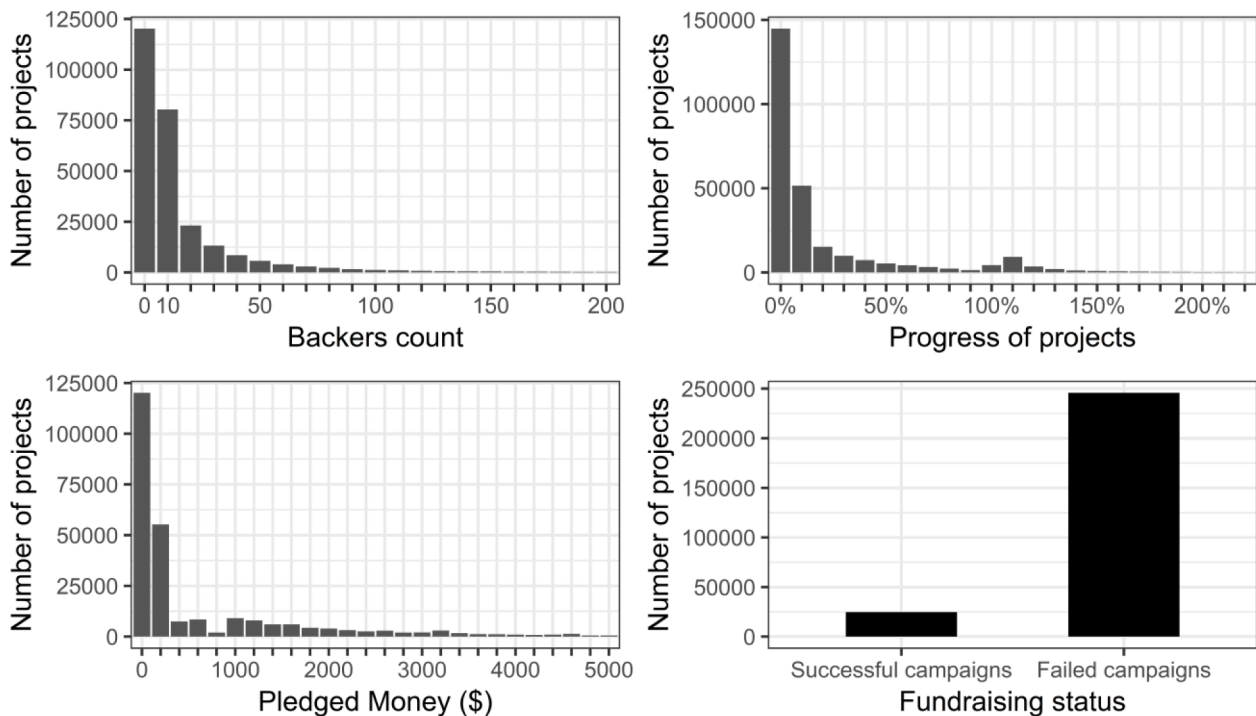 Number of projects
125000
100000
75000
50000
25000
0
0 10 50 100 150 200
Backers count
Number of projects
150000
100000
50000
0
0% 50% 100% 150% 200%
Progress of projects
Number of projects
125000
100000
75000
50000
25000
0
0 1000 2000 3000 4000 5000
Pledged Money ($)
Number of projects
250000
200000
150000
100000
50000
0
Successful campaigns Failed campaigns
Fundraising status